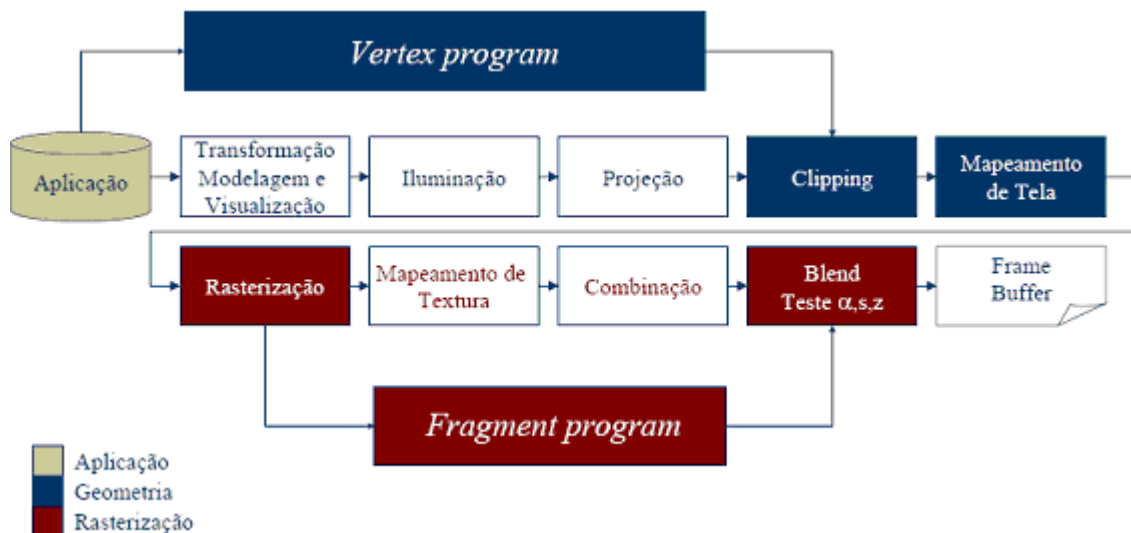 Vertex program
Aplicação
Transformação
Modelagem e
Visualização
Iluminação
Projeção
Clipping
Mapeamento
de Tela
Rasterização
Mapeamento de
Textura
Combinação
Blend
Teste α,s,z
Frame
Buffer
Fragment program
Aplicação
Geometria
Rasterização